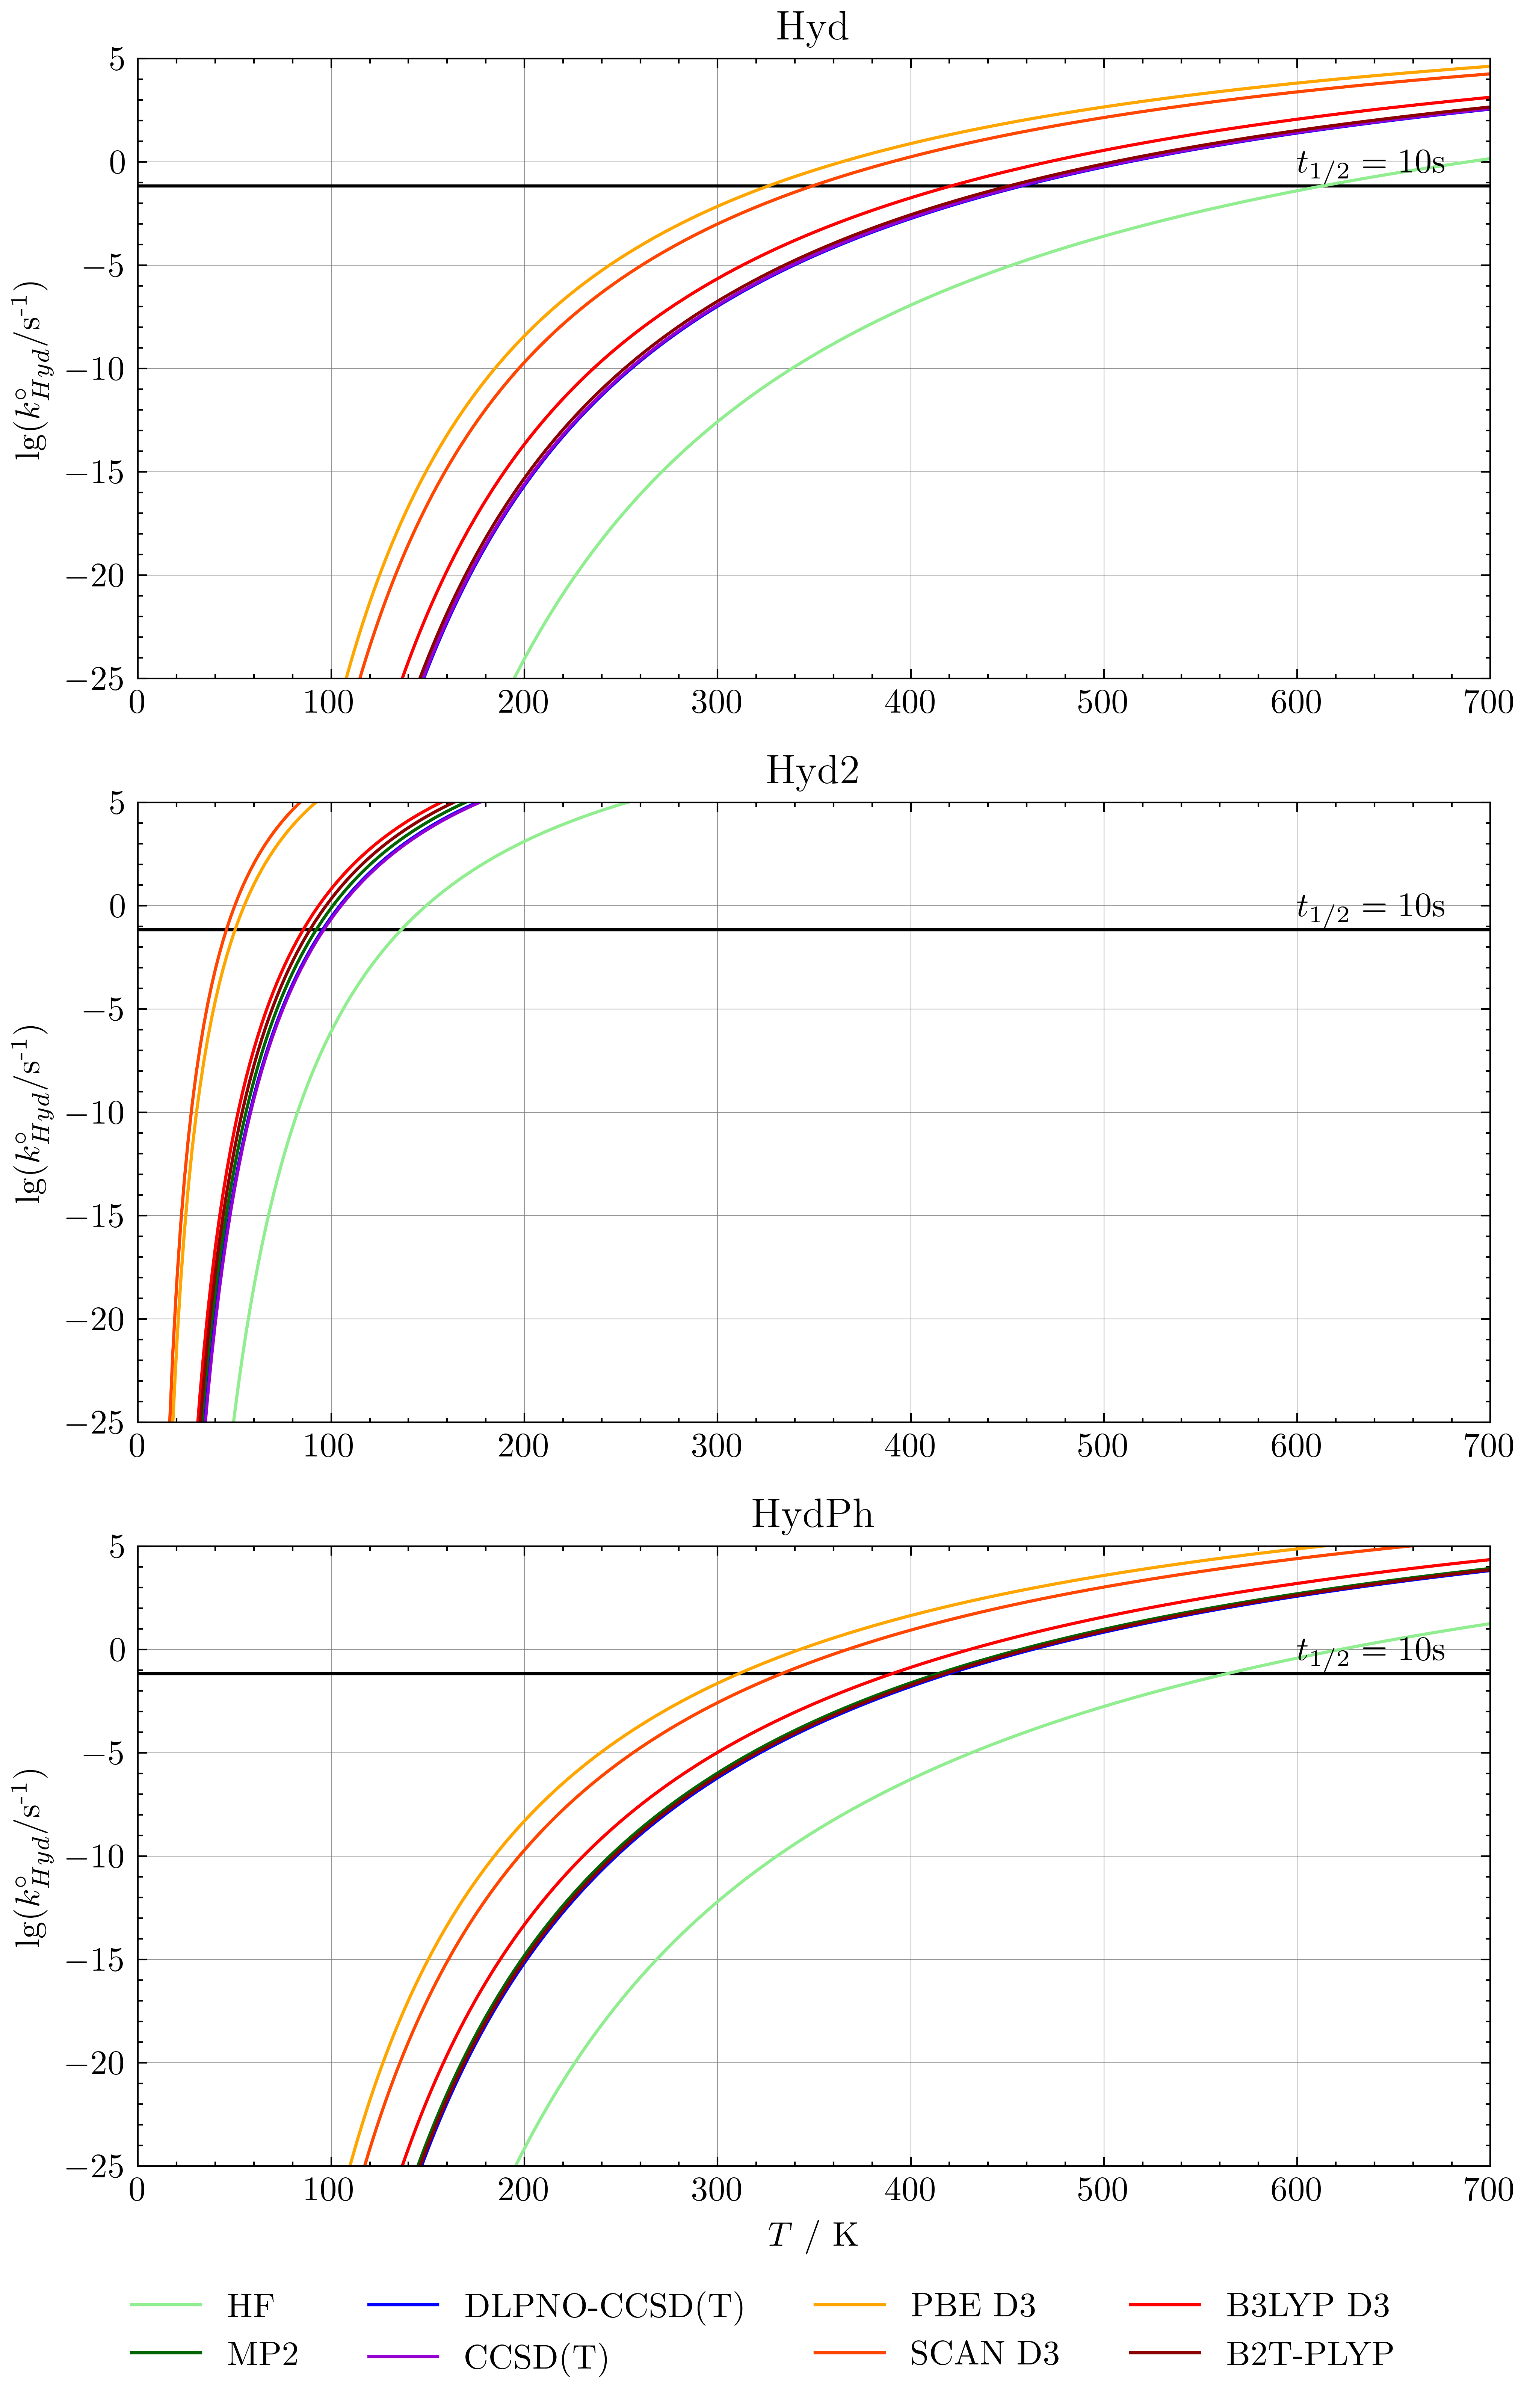 Hyd
5
0
−5
−10
−15
−20
−25
lg(k°Hyd/s-1)
t1/2 = 10s
0 100 200 300 400 500 600 700
Hyd2
5
0
−5
−10
−15
−20
−25
lg(k°Hyd/s-1)
t1/2 = 10s
0 100 200 300 400 500 600 700
HydPh
5
0
−5
−10
−15
−20
−25
lg(k°Hyd/s-1)
t1/2 = 10s
0 100 200 300 400 500 600 700
T / K
HF DLPNO-CCSD(T) PBE D3 B3LYP D3
MP2 CCSD(T) SCAN D3 B2T-PLYP